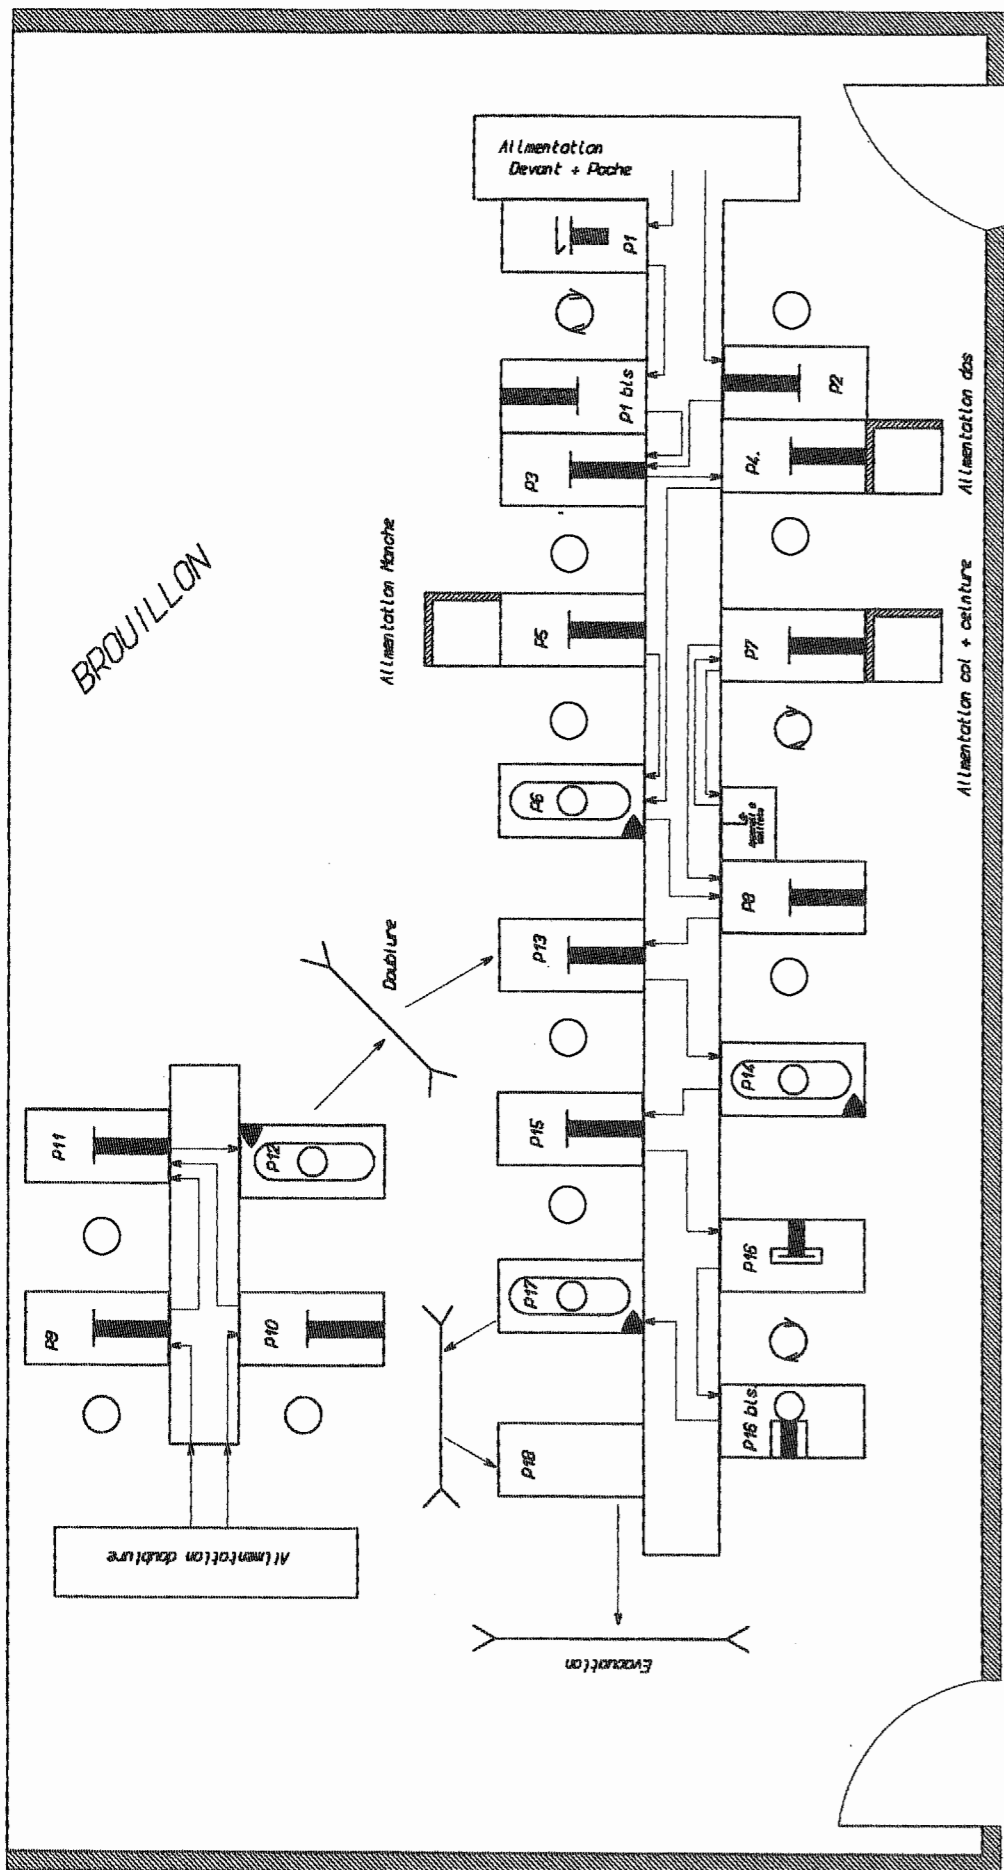 BROUILLON
Alimentation
Devant + Poche
P1
P1 bis
P2
P3
P4.
Alimentation dos
Alimentation Manche
P5
P7
Alimentation col + ceinture
P6
P8
Doublure
P13
P14
P11
P12
P15
P9
P10
P17
P16
P16 bis.
P18
Alimentation doublure
Evacuation